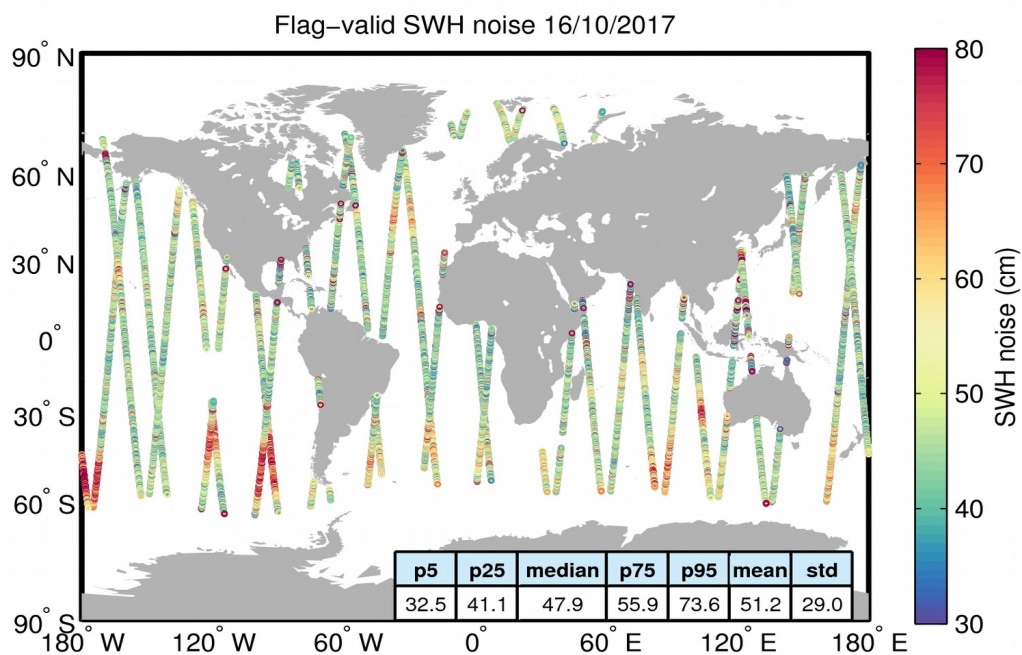 Flag−valid SWH noise 16/10/2017
90° N
60° N
30° N
0°
30° S
60° S
90° S
180° W
120° W
60° W
0°
60° E
120° E
180° E
p5 p25 median p75 p95 mean std
32.5 41.1 47.9 55.9 73.6 51.2 29.0
80
70
60
50
40
30
SWH noise (cm)